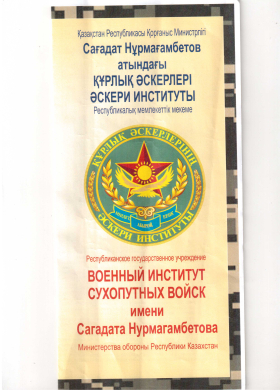 Қазақстан Республикасы Қорғаныс Министрлігі
Сағадат Нұрмағамбетов
атындағы
ҚҰРЛЫҚ ӘСКЕРЛЕРІ
ӘСКЕРИ ИНСТИТУТЫ
Республикалық мемлекеттік мекеме
ҚҰРЛЫҚ ӘСКЕРЛЕРІНІҢ
ӘСКЕРИ ИНСТИТУТЫ
Республиканское государственное учреждение
ВОЕННЫЙ ИНСТИТУТ
СУХОПУТНЫХ ВОЙСК
имени
Сагадата Нурмагамбетова
Министерства обороны Республики Казахстан